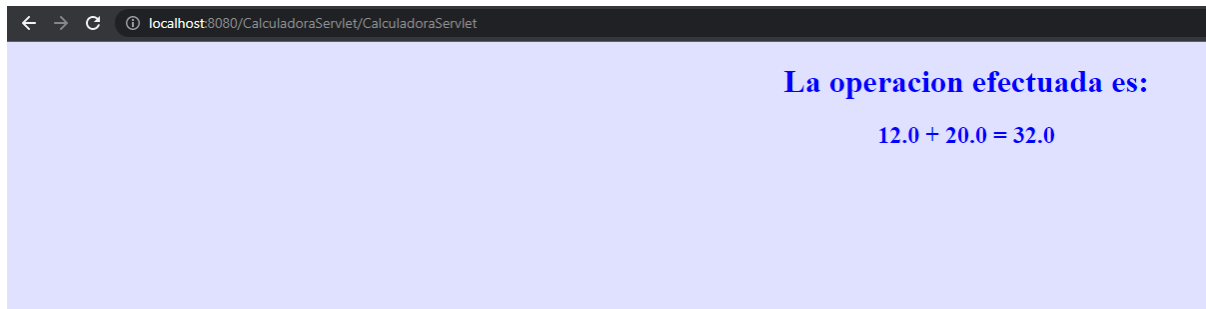 localhost:8080/CalculadoraServlet/CalculadoraServlet
La operacion efectuada es:
12.0 + 20.0 = 32.0